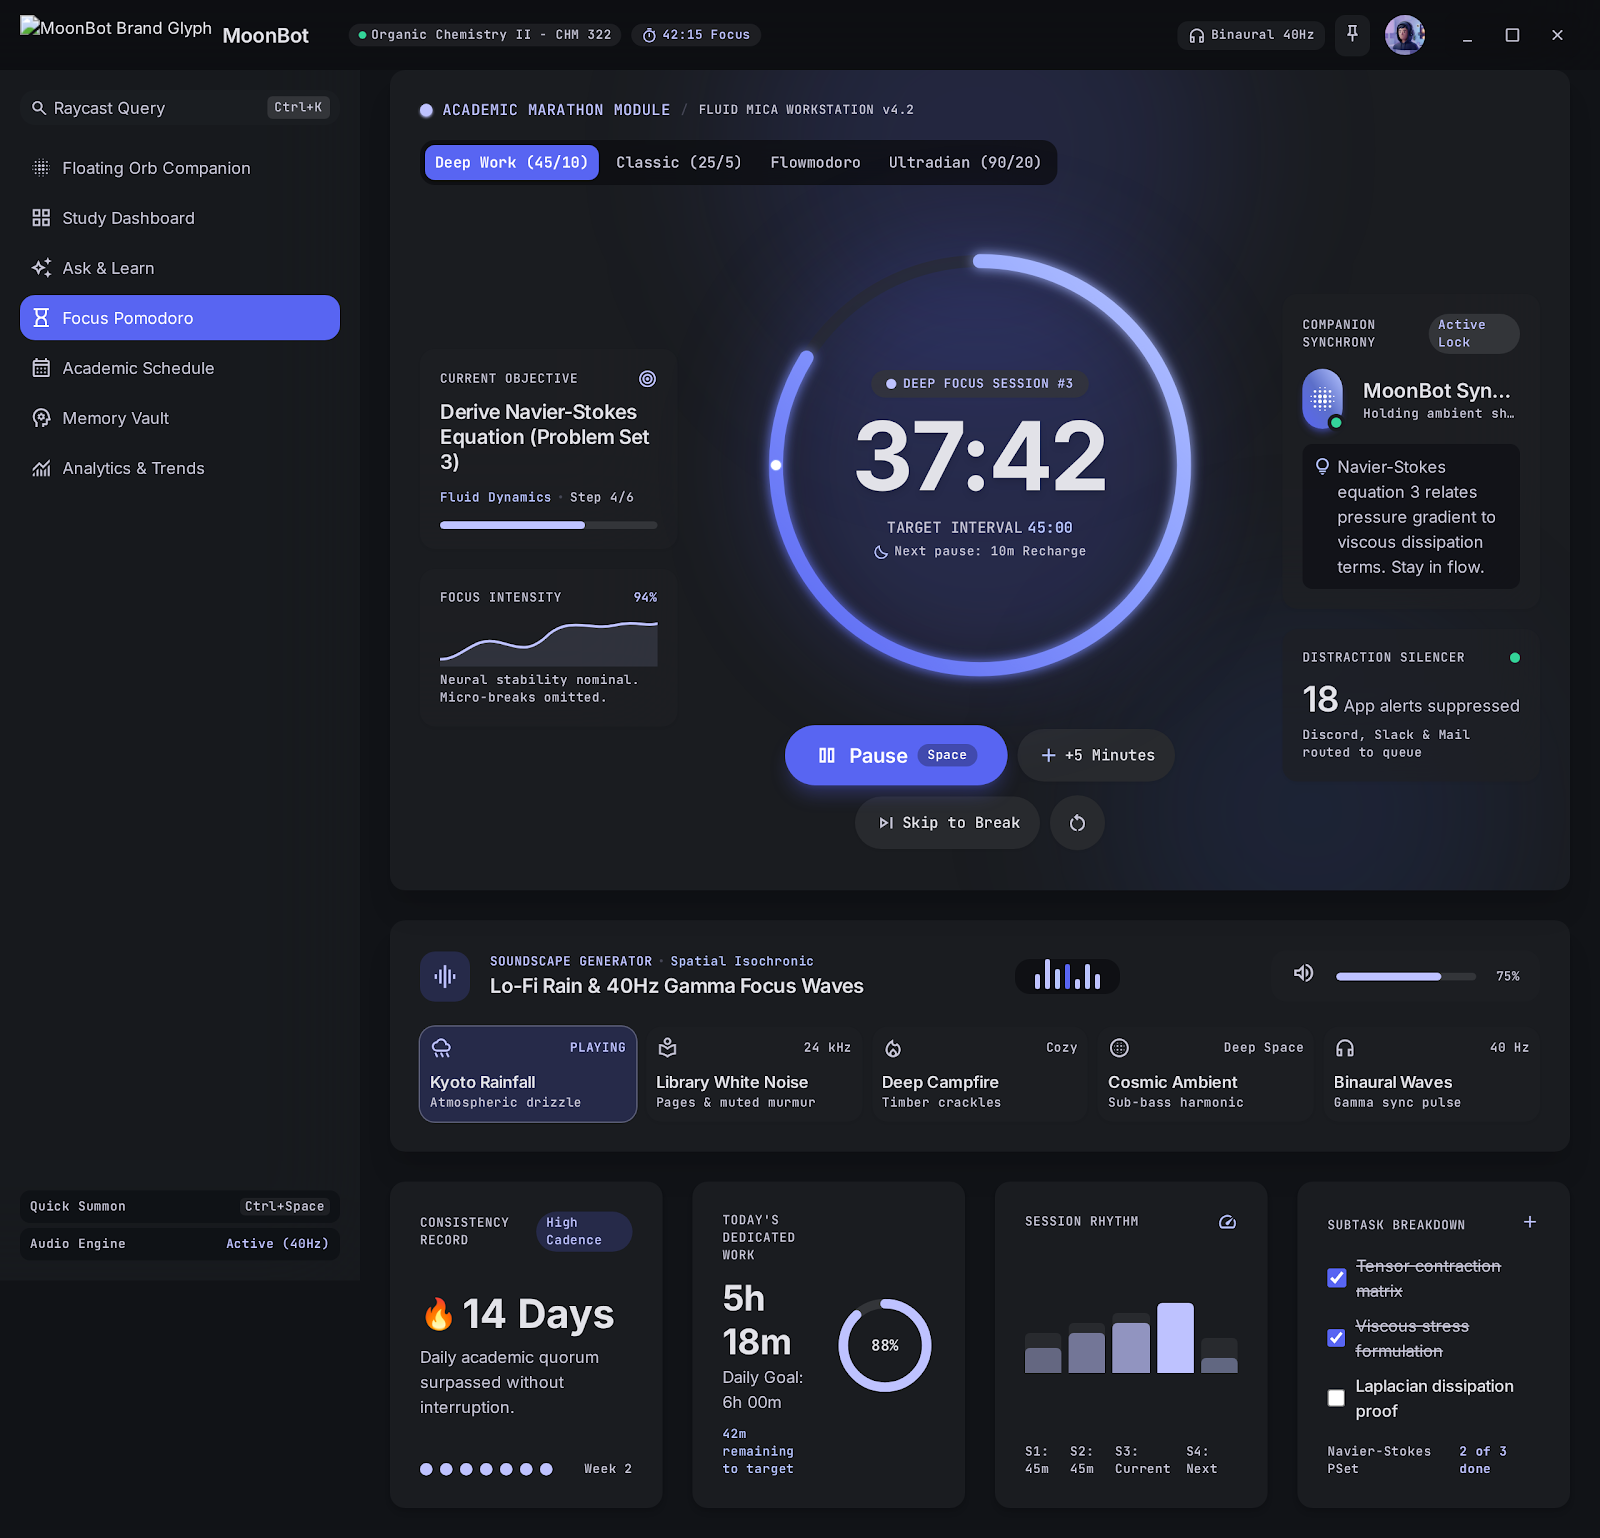 MoonBot Brand Glyph
MoonBot
Organic Chemistry II - CHM 322
42:15 Focus
Binaural 40Hz
Raycast Query
Ctrl+K
Floating Orb Companion
Study Dashboard
Ask & Learn
Focus Pomodoro
Academic Schedule
Memory Vault
Analytics & Trends
Quick Summon
Ctrl+Space
Audio Engine
Active (40Hz)
ACADEMIC MARATHON MODULE / FLUID MICA WORKSTATION v4.2
Deep Work (45/10)
Classic (25/5)
Flowmodoro
Ultradian (90/20)
CURRENT OBJECTIVE
Derive Navier-Stokes
Equation (Problem Set
3)
Fluid Dynamics • Step 4/6
FOCUS INTENSITY
94%
Neural stability nominal.
Micro-breaks omitted.
DEEP FOCUS SESSION #3
37:42
TARGET INTERVAL 45:00
Next pause: 10m Recharge
Pause
Space
+5 Minutes
Skip to Break
COMPANION
SYNCHRONY
Active
Lock
MoonBot Syn...
Holding ambient sh…
Navier-Stokes
equation 3 relates
pressure gradient to
viscous dissipation
terms. Stay in flow.
DISTRACTION SILENCER
18 App alerts suppressed
Discord, Slack & Mail
routed to queue
SOUNDSCAPE GENERATOR • Spatial Isochronic
Lo-Fi Rain & 40Hz Gamma Focus Waves
75%
PLAYING
Kyoto Rainfall
Atmospheric drizzle
24 kHz
Library White Noise
Pages & muted murmur
Cozy
Deep Campfire
Timber crackles
Deep Space
Cosmic Ambient
Sub-bass harmonic
40 Hz
Binaural Waves
Gamma sync pulse
CONSISTENCY
RECORD
High
Cadence
🔥 14 Days
Daily academic quorum
surpassed without
interruption.
Week 2
TODAY'S
DEDICATED
WORK
5h
18m
Daily Goal:
6h 00m
42m
remaining
to target
88%
SESSION RHYTHM
S1:
45m
S2:
45m
S3:
Current
S4:
Next
SUBTASK BREAKDOWN
Tensor contraction
matrix
Viscous stress
formulation
Laplacian dissipation
proof
Navier-Stokes
PSet
2 of 3
done